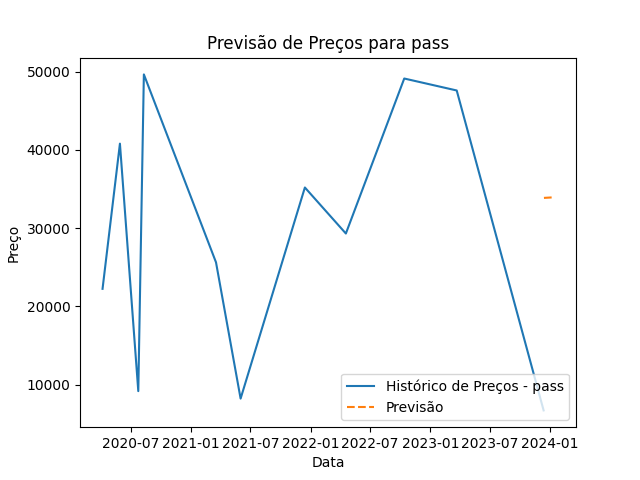 Previsão de Preços para pass
Preço
50000
40000
30000
20000
10000
Histórico de Preços - pass
Previsão
2020-07 2021-01 2021-07 2022-01 2022-07 2023-01 2023-07 2024-01
Data